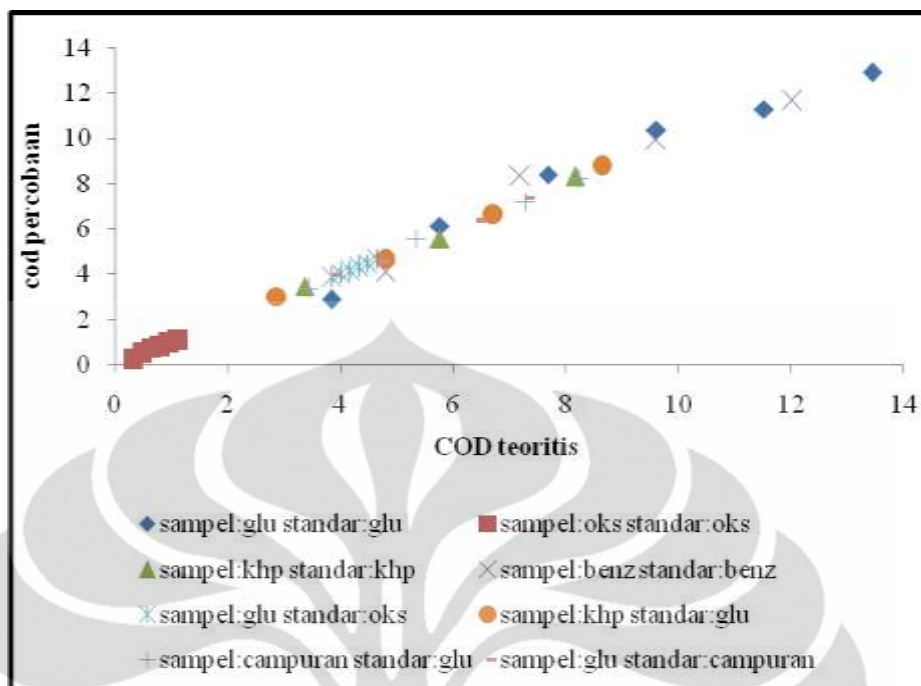 14
12
10
8
6
4
2
0
cod percobaan
0 2 4 6 8 10 12 14
COD teoritis
sampel:glu standar:glu
sampel:oks standar:oks
sampel:khp standar:khp
sampel:benz standar:benz
sampel:glu standar:oks
sampel:khp standar:glu
sampel:campuran standar:glu
sampel:glu standar:campuran